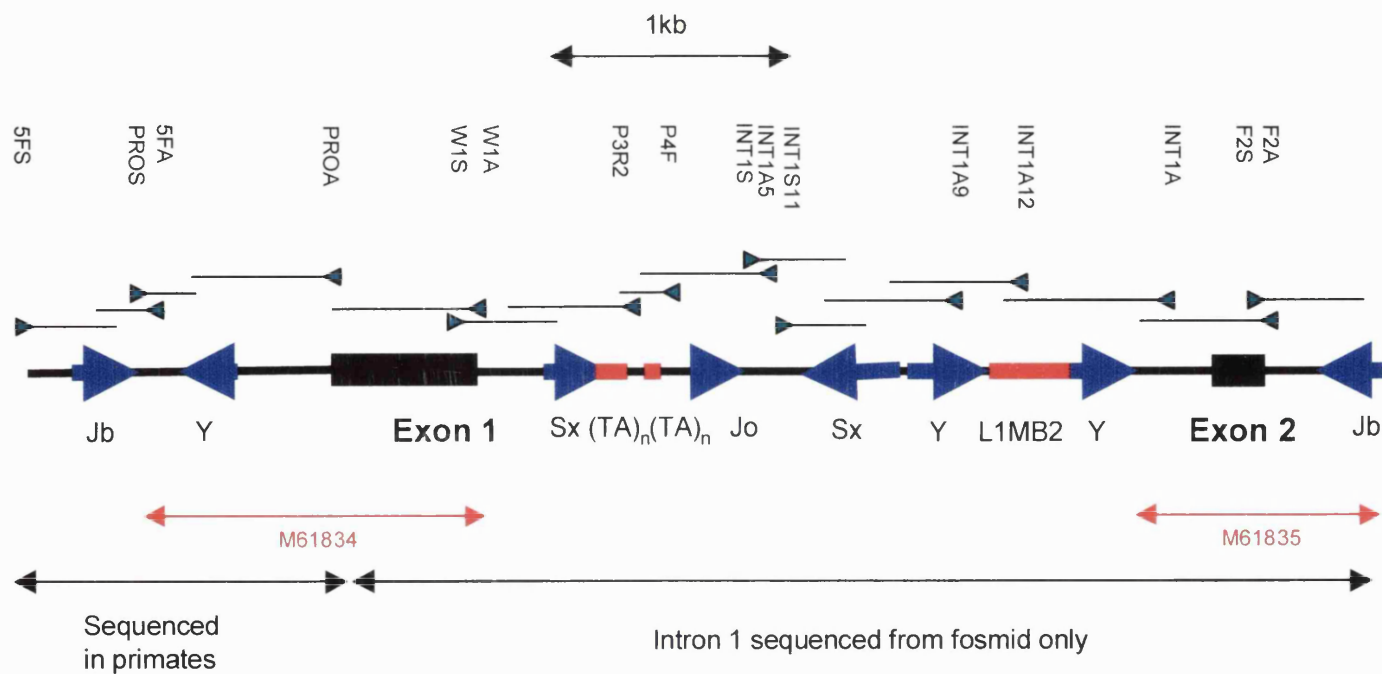 1kb
5FS
PROS
5FA
PROA
W1S
W1A
P3R2
P4F
INT1S
INT1A5
INT1S11
INT1A9
INT1A12
INT1A
F2S
F2A
Jb
Y
Exon 1
Sx
(TA)n
(TA)n
Jo
Sx
Y
L1MB2
Y
Exon 2
Jb
M61834
M61835
Sequenced
in primates
Intron 1 sequenced from fosmid only